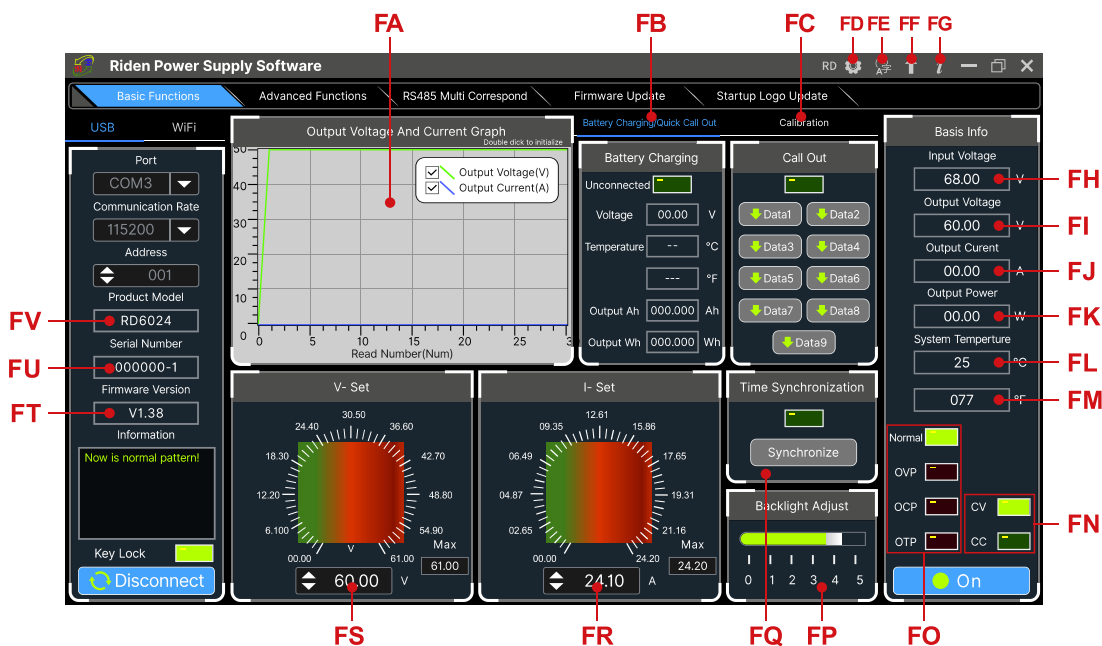 FA
FB
FC
FD FE FF FG
Riden Power Supply Software
RD
Basic Functions
Advanced Functions
RS485 Multi Correspond
Firmware Update
Startup Logo Update
USB
WiFi
Port
COM3
Communication Rate
115200
Address
001
Product Model
RD6024
FV
Serial Number
000000-1
FU
Firmware Version
V1.38
FT
Information
Now is normal pattern!
Key Lock
Disconnect
Output Voltage And Current Graph
Double click to initialize
Output Voltage(V)
Output Current(A)
50
40
30
20
10
0
0 5 10 15 20 25 3
Read Number(Num)
Battery Charging/Quick Call Out
Calibration
Battery Charging
Unconnected
Voltage 00.00 V
Temperature -- °C
--- °F
Output Ah 000.000 Ah
Output Wh 000.000 Wh
Call Out
Data1 Data2
Data3 Data4
Data5 Data6
Data7 Data8
Data9
V- Set
30.50
24.40 36.60
18.30 42.70
12.20 48.80
6.100 54.90
00.00 V 61.00
Max
61.00
60.00 V
FS
I- Set
12.61
09.35 15.86
06.49 17.65
04.87 19.31
02.65 21.16
00.00 24.20
Max
24.20
24.10 A
FR
Time Synchronization
Synchronize
FQ
Backlight Adjust
0 1 2 3 4 5
FP
Basis Info
Input Voltage
68.00 V
FH
Output Voltage
60.00 V
FI
Output Curent
00.00 A
FJ
Output Power
00.00 W
FK
System Temperture
25 °C
FL
077 °F
FM
Normal
OVP
OCP
OTP
CV
CC
FN
On
FO